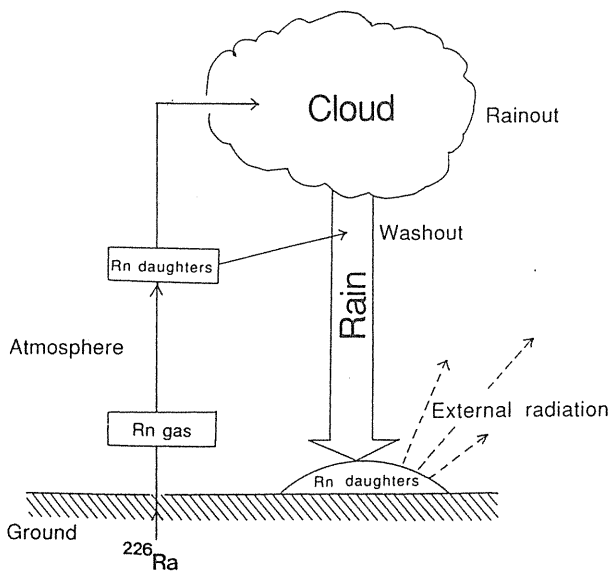 Cloud
Rainout
Washout
Rn daughters
Rain
Atmosphere
External radiation
Rn gas
Rn daughters
Ground
²²⁶Ra